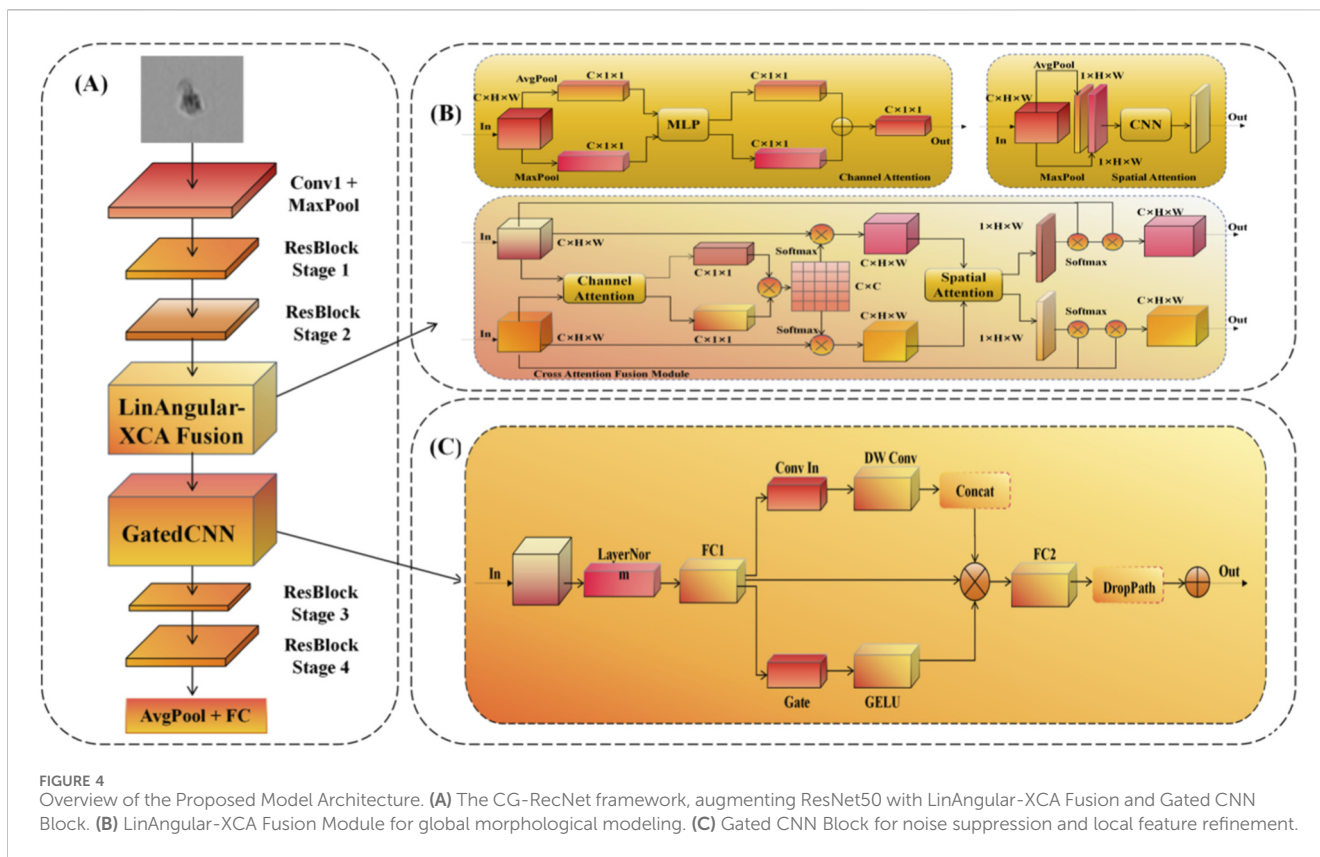 (A)
Conv1 +
MaxPool
ResBlock
Stage 1
ResBlock
Stage 2
LinAngular-
XCA Fusion
GatedCNN
ResBlock
Stage 3
ResBlock
Stage 4
AvgPool + FC
(B)
AvgPool
C×H×W
In
C×1×1
C×1×1
MaxPool
MLP
C×1×1
C×1×1
C×1×1
Out
Channel Attention
AvgPool
C×H×W
In
1×H×W
1×H×W
MaxPool
CNN
Out
Spatial Attention
In
C×H×W
In
C×H×W
Channel
Attention
C×1×1
C×1×1
Softmax
C×C
Softmax
C×H×W
C×H×W
Spatial
Attention
1×H×W
1×H×W
Softmax
Softmax
C×H×W
Out
C×H×W
Out
Cross Attention Fusion Module
(C)
In
LayerNor
m
FC1
Conv In
DW Conv
Concat
Gate
GELU
FC2
DropPath
Out
FIGURE 4
Overview of the Proposed Model Architecture. (A) The CG-RecNet framework, augmenting ResNet50 with LinAngular-XCA Fusion and Gated CNN
Block. (B) LinAngular-XCA Fusion Module for global morphological modeling. (C) Gated CNN Block for noise suppression and local feature refinement.